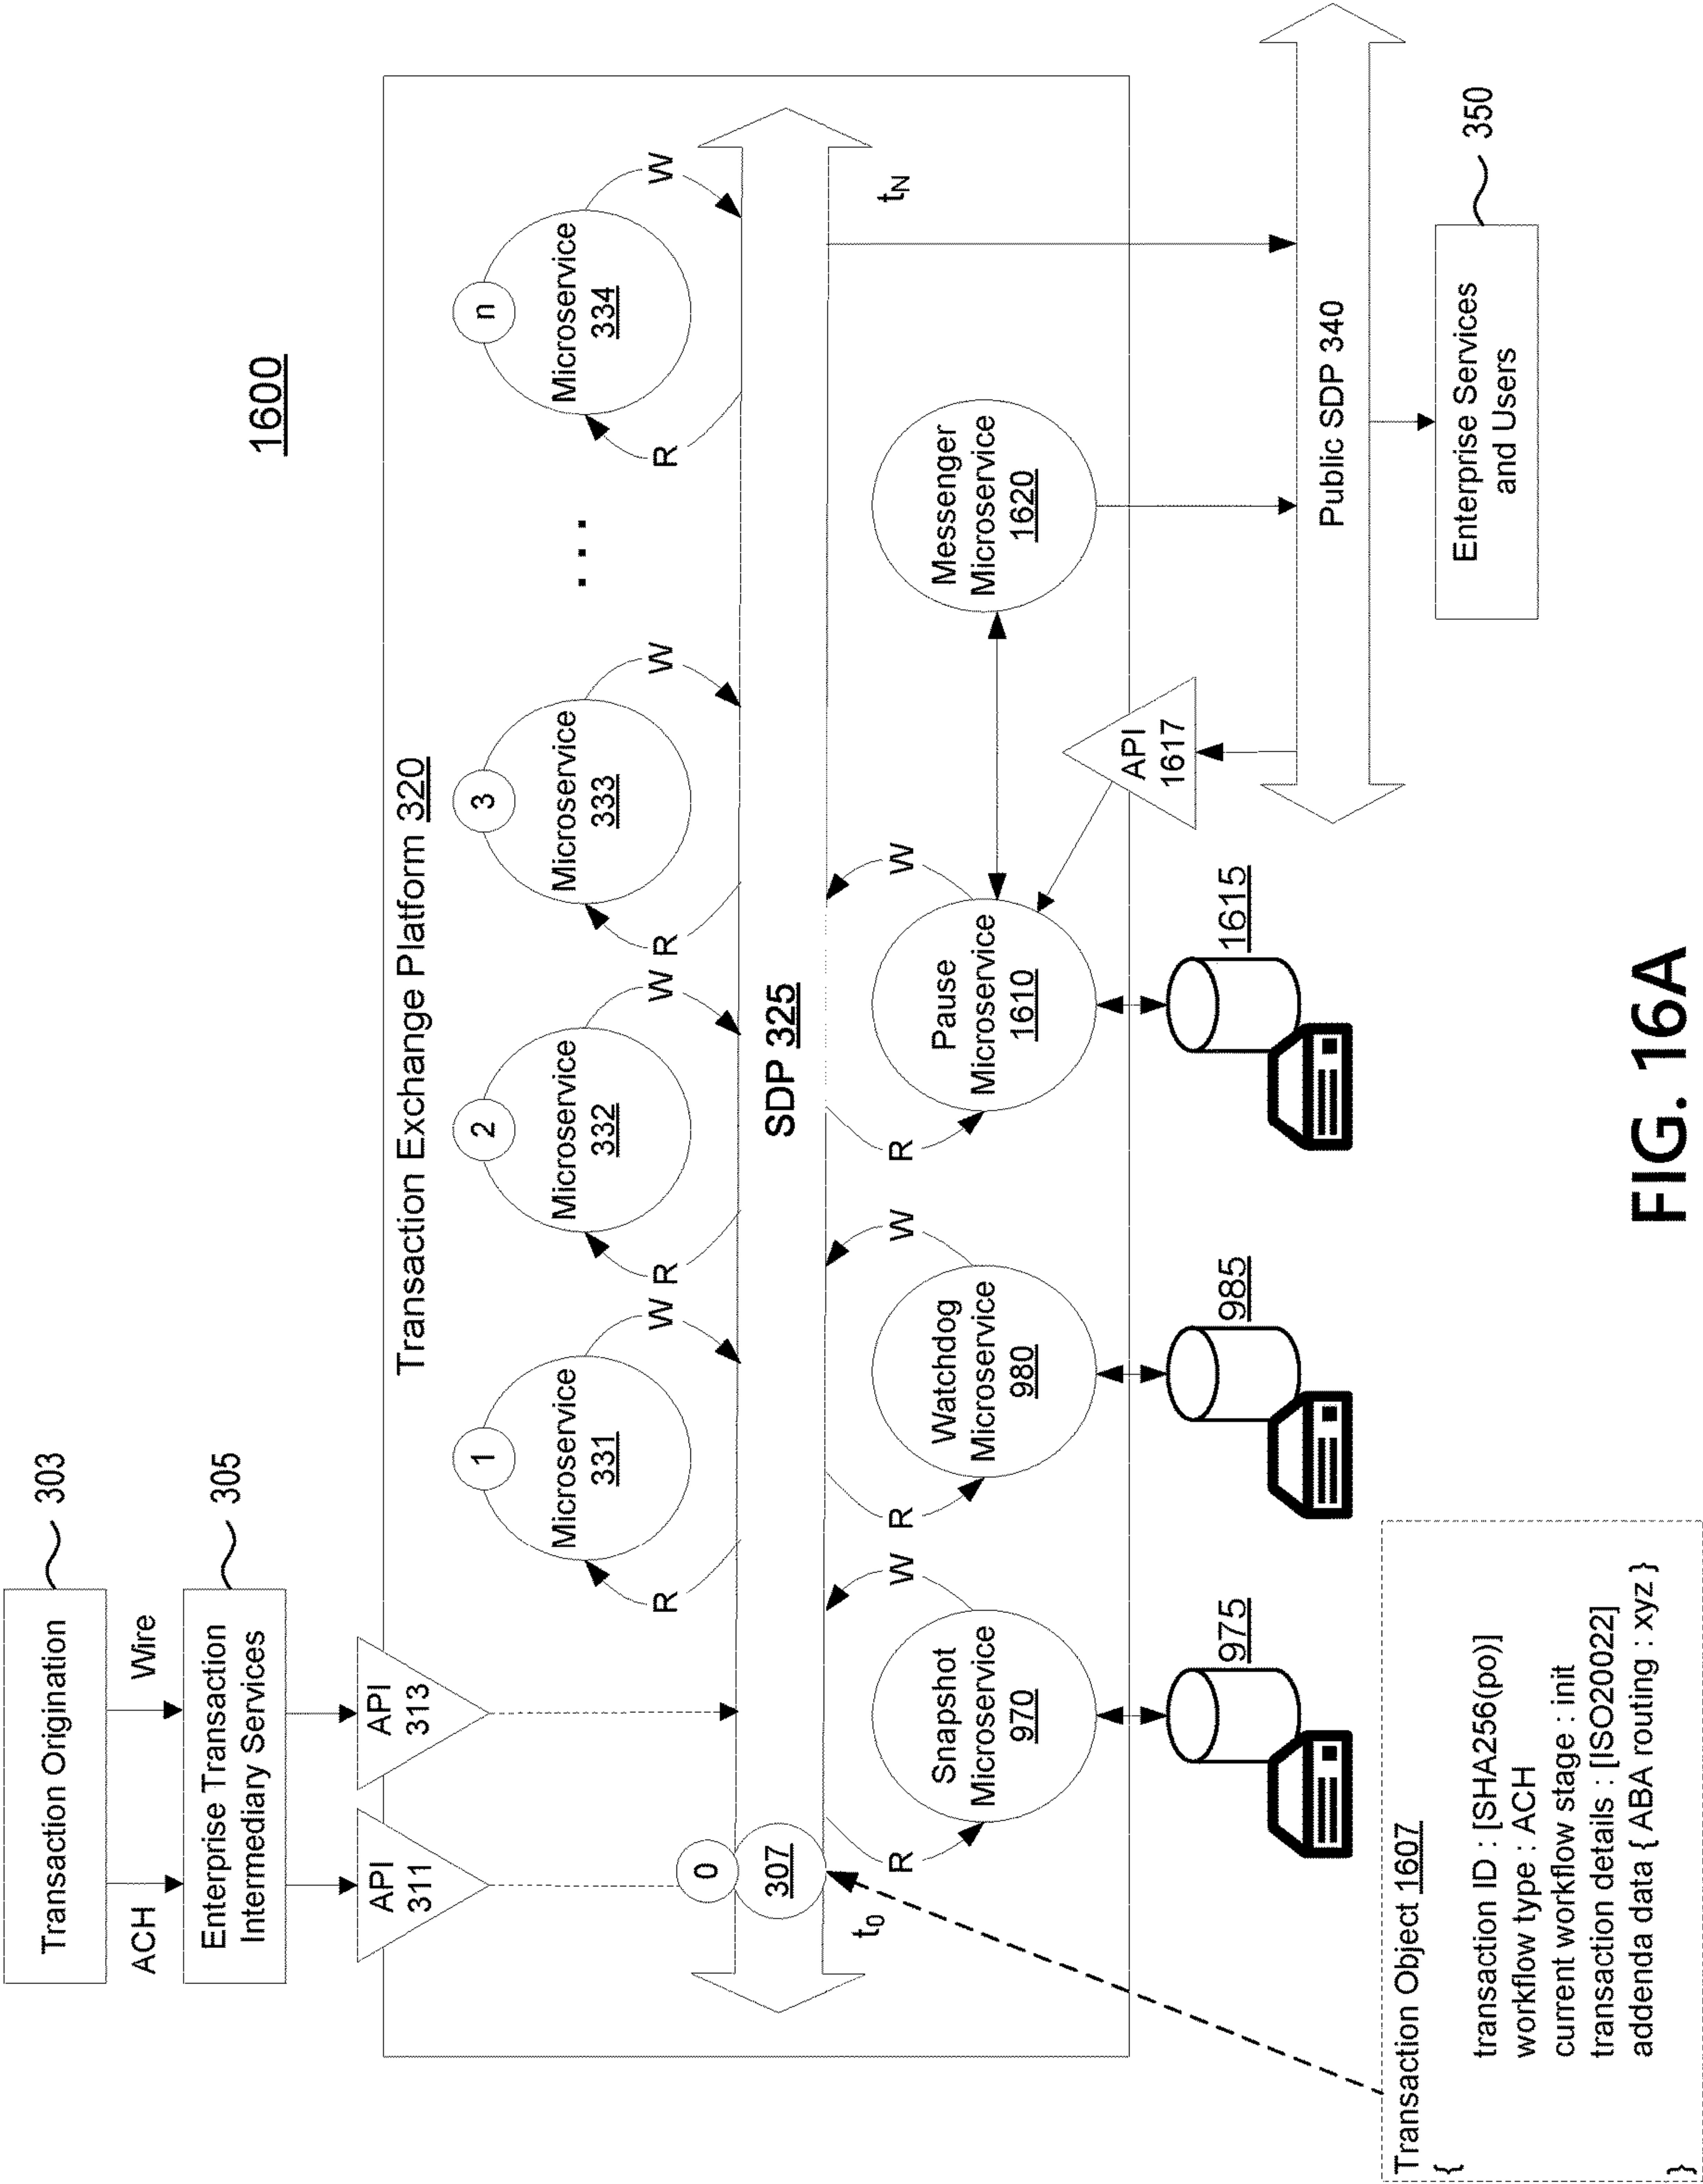 1600
Transaction Origination
303
ACH
Wire
Enterprise Transaction
Intermediary Services
305
API
311
API
313
Transaction Exchange Platform 320
0
307
t0
1
Microservice
331
R
W
2
Microservice
332
R
W
3
Microservice
333
R
W
. . .
n
Microservice
334
R
W
SDP 325
tN
R
W
Snapshot
Microservice
970
975
R
W
Watchdog
Microservice
980
985
R
W
Pause
Microservice
1610
1615
Messenger
Microservice
1620
API
1617
Public SDP 340
Enterprise Services
and Users
350
Transaction Object 1607
{
transaction ID : [SHA256(po)]
workflow type : ACH
current workflow stage : init
transaction details : [ISO20022]
addenda data { ABA routing : xyz }
}
FIG. 16A